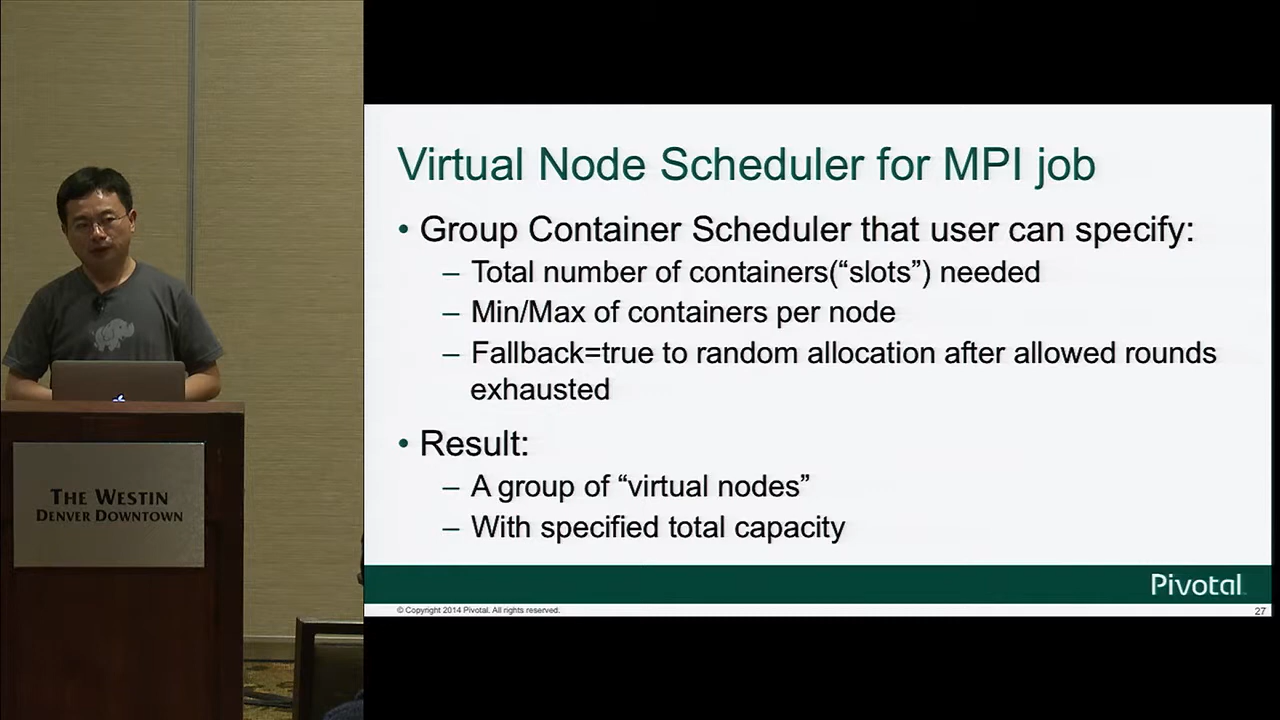 Virtual Node Scheduler for MPI job
• Group Container Scheduler that user can specify:
– Total number of containers(“slots”) needed
– Min/Max of containers per node
– Fallback=true to random allocation after allowed rounds
exhausted
• Result:
– A group of “virtual nodes”
– With specified total capacity
Pivotal
© Copyright 2014 Pivotal. All rights reserved.
27
THE WESTIN
DENVER DOWNTOWN